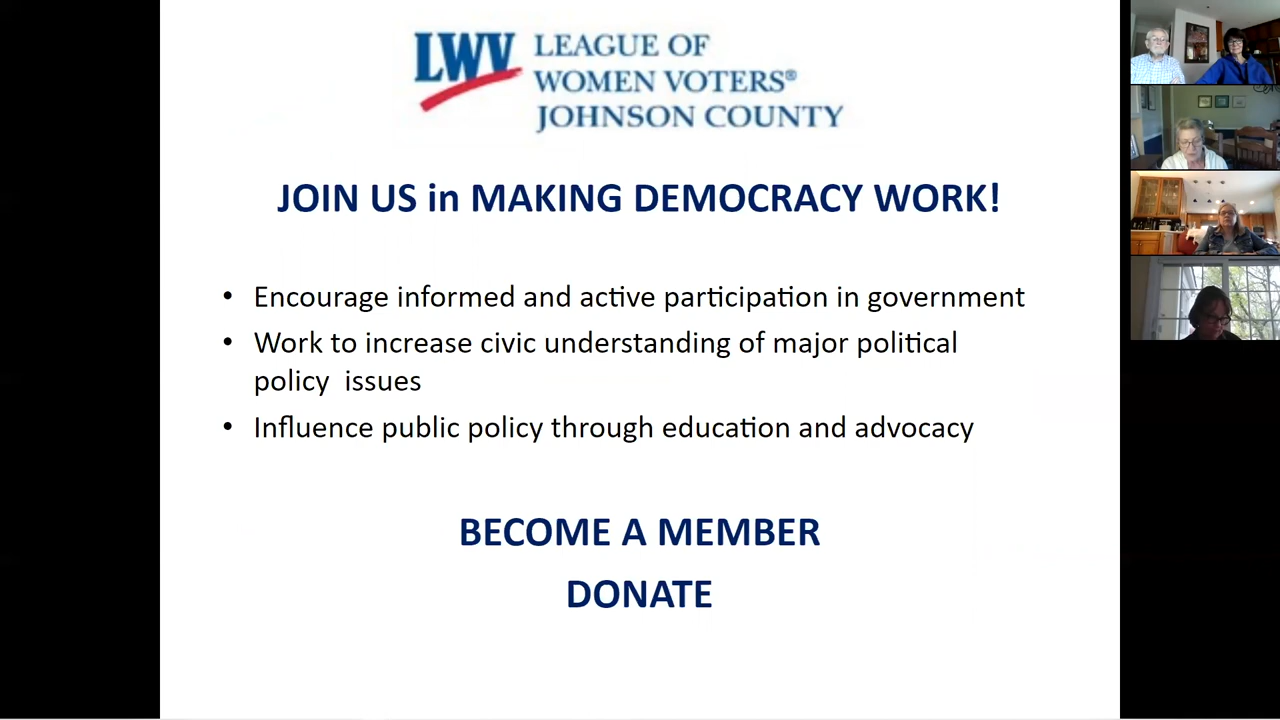 LWV LEAGUE OF
WOMEN VOTERS®
JOHNSON COUNTY
JOIN US in MAKING DEMOCRACY WORK!
• Encourage informed and active participation in government
• Work to increase civic understanding of major political
policy issues
• Influence public policy through education and advocacy
BECOME A MEMBER
DONATE